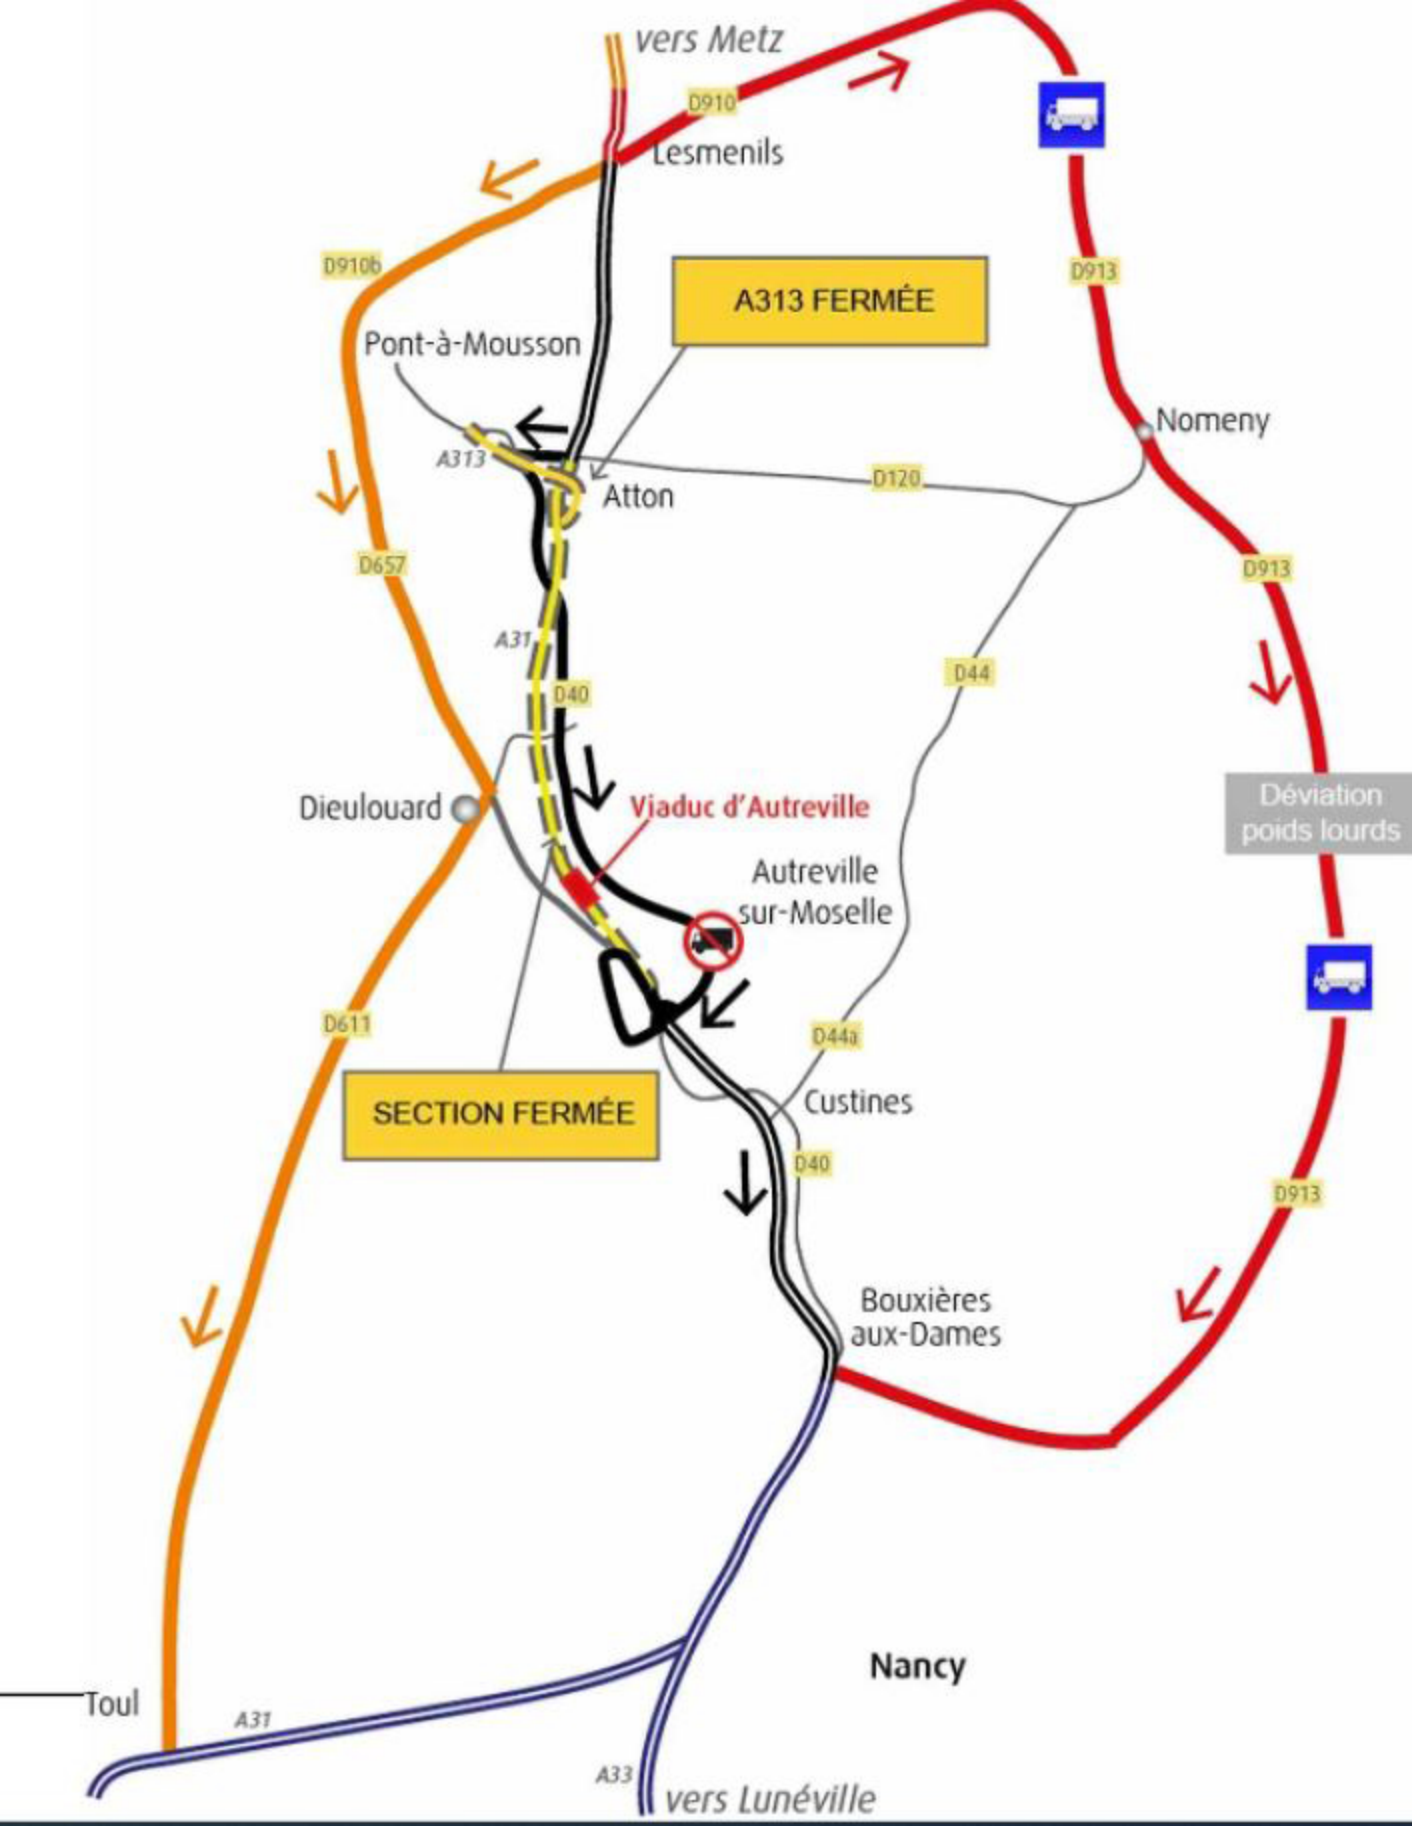 vers Metz
D910
Lesmenils
D910b
D913
A313 FERMÉE
Pont-à-Mousson
Nomeny
A313
D120
Atton
D657
D913
A31
D44
D40
Déviation
poids lourds
Dieulouard
Viaduc d'Autreville
Autreville
sur-Moselle
D611
D44a
SECTION FERMÉE
Custines
D40
D913
Bouxières
aux-Dames
Nancy
Toul
A31
A33
vers Lunéville